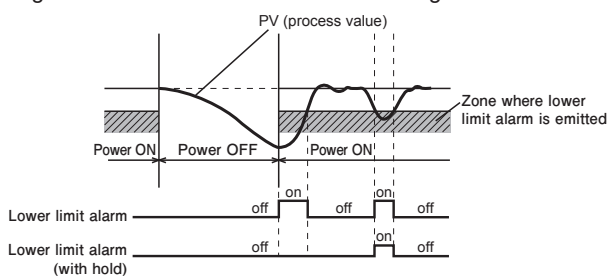 PV (process value)
Zone where lower
limit alarm is emitted
Power ON
Power OFF
Power ON
on
on
Lower limit alarm
off
off
off
on
Lower limit alarm
(with hold)
off
off